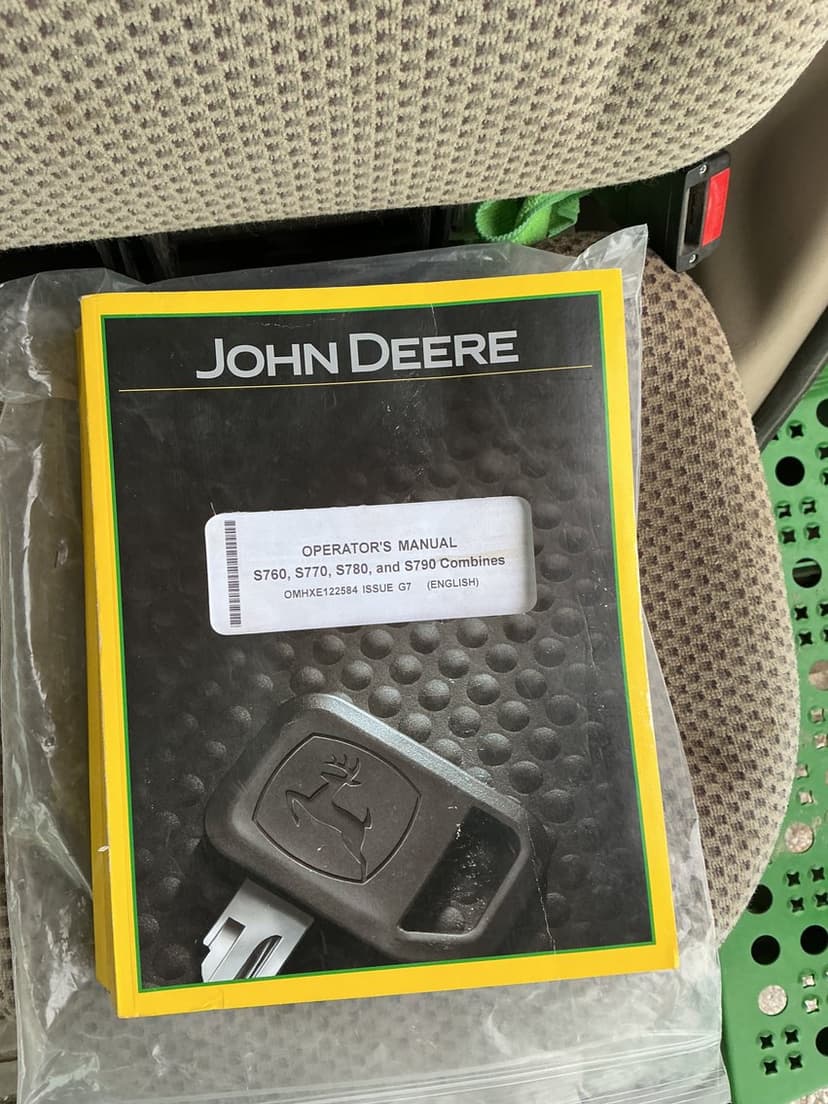 JOHN DEERE
OPERATOR'S MANUAL
S760, S770, S780, and S790 Combines
OMHXE122584 ISSUE G7 (ENGLISH)